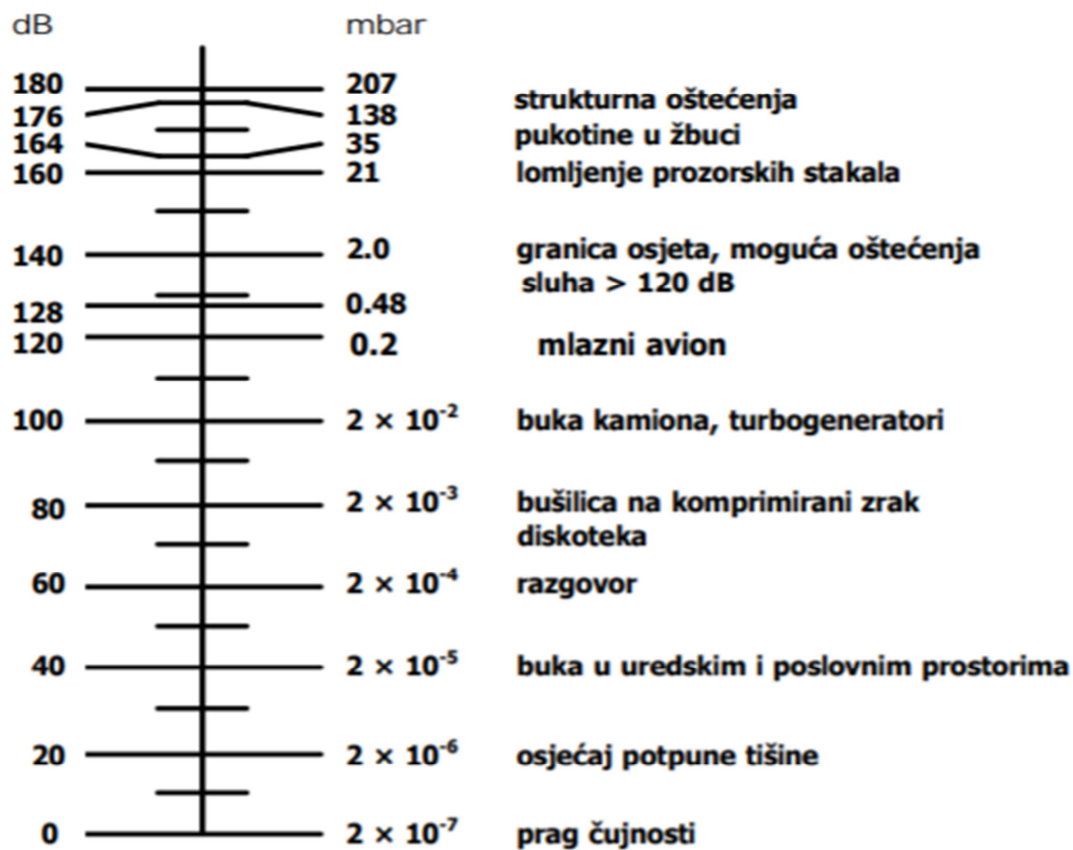 dB mbar
180 207
strukturna oštećenja
176 138
pukotine u žbuci
164 35
160 21 lomljenje prozorskih stakala
140 2.0 granica osjeta, moguća oštećenja
sluha > 120 dB
128 0.48
120 0.2 mlazni avion
100 2 × 10⁻² buka kamiona, turbogeneratori
80 2 × 10⁻³ bušilica na komprimirani zrak
diskoteka
60 2 × 10⁻⁴ razgovor
40 2 × 10⁻⁵ buka u uredskim i poslovnim prostorima
20 2 × 10⁻⁶ osjećaj potpune tišine
0 2 × 10⁻⁷ prag čujnosti